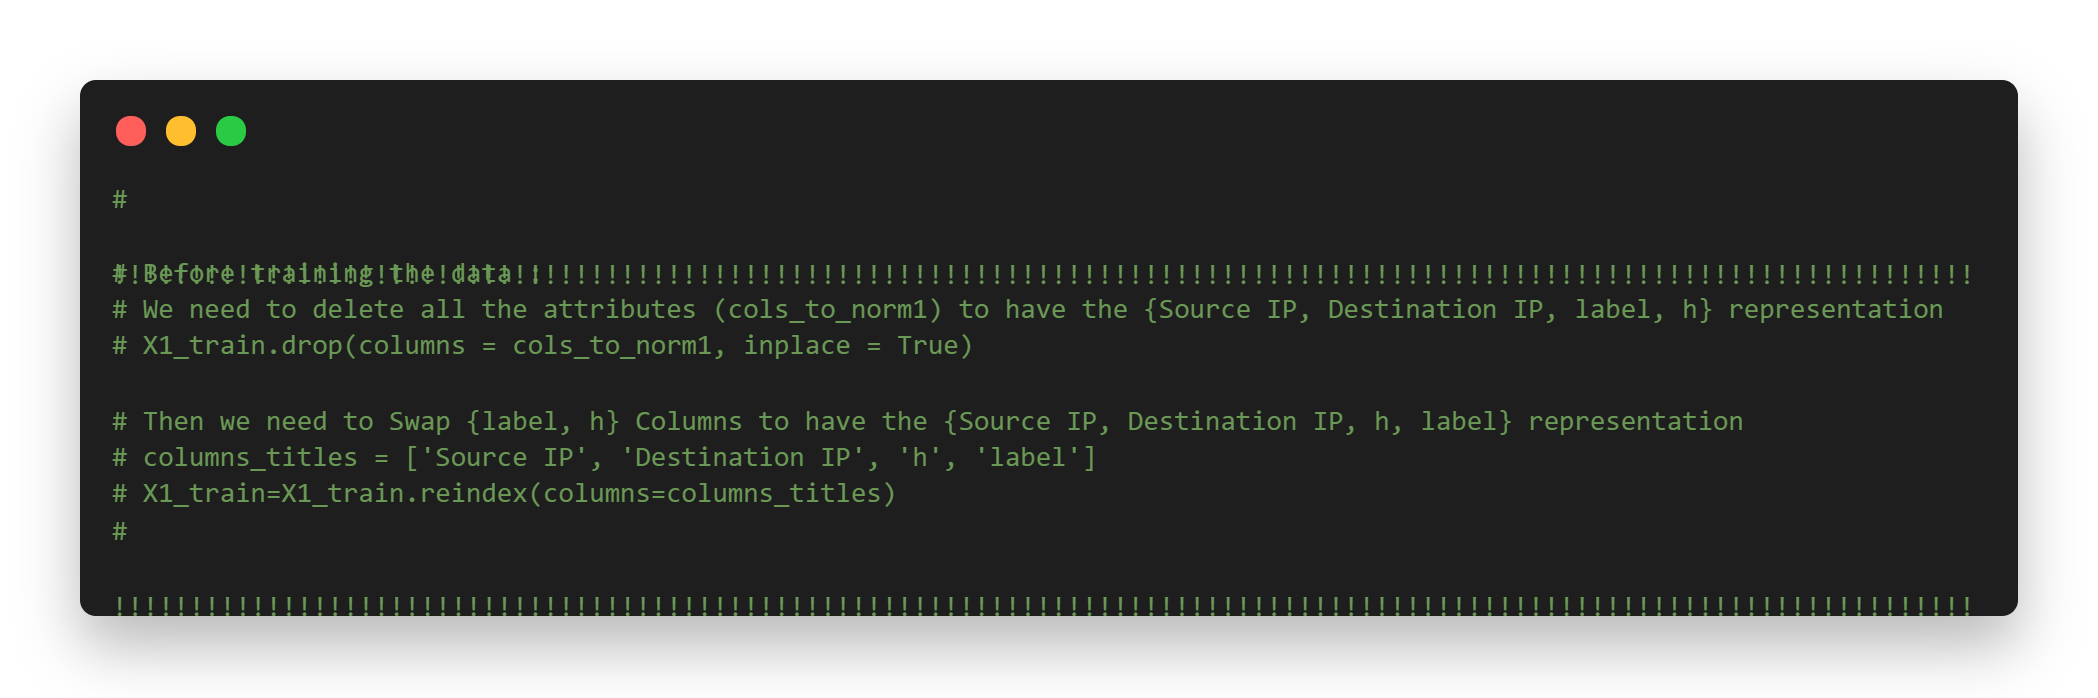 #
!!!!!!!!!!!!!!!!!!!!!!!!!!!!!!!!!!!!!!!!!!!!!!!!!!!!!!!!!!!!!!!!!!!!!!!!!!!!!!!!!!!!!!!!!!!!!!!!!!!!!!!!!!!!!!!!!!!!!!!!!
# Before training the data :
# We need to delete all the attributes (cols_to_norm1) to have the {Source IP, Destination IP, label, h} representation
# X1_train.drop(columns = cols_to_norm1, inplace = True)
# Then we need to Swap {label, h} Columns to have the {Source IP, Destination IP, h, label} representation
# columns_titles = ['Source IP', 'Destination IP', 'h', 'label']
# X1_train=X1_train.reindex(columns=columns_titles)
#
!!!!!!!!!!!!!!!!!!!!!!!!!!!!!!!!!!!!!!!!!!!!!!!!!!!!!!!!!!!!!!!!!!!!!!!!!!!!!!!!!!!!!!!!!!!!!!!!!!!!!!!!!!!!!!!!!!!!!!!!!